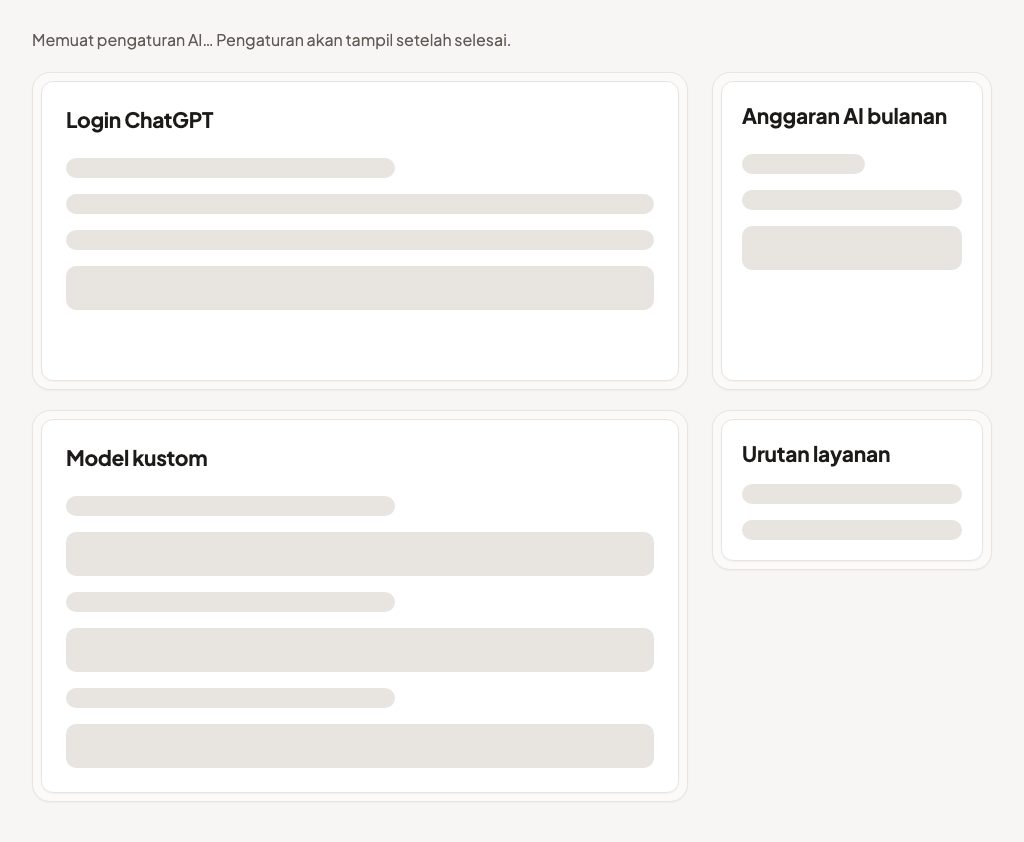 Memuat pengaturan AI… Pengaturan akan tampil setelah selesai.
Login ChatGPT
Anggaran AI bulanan
Model kustom
Urutan layanan